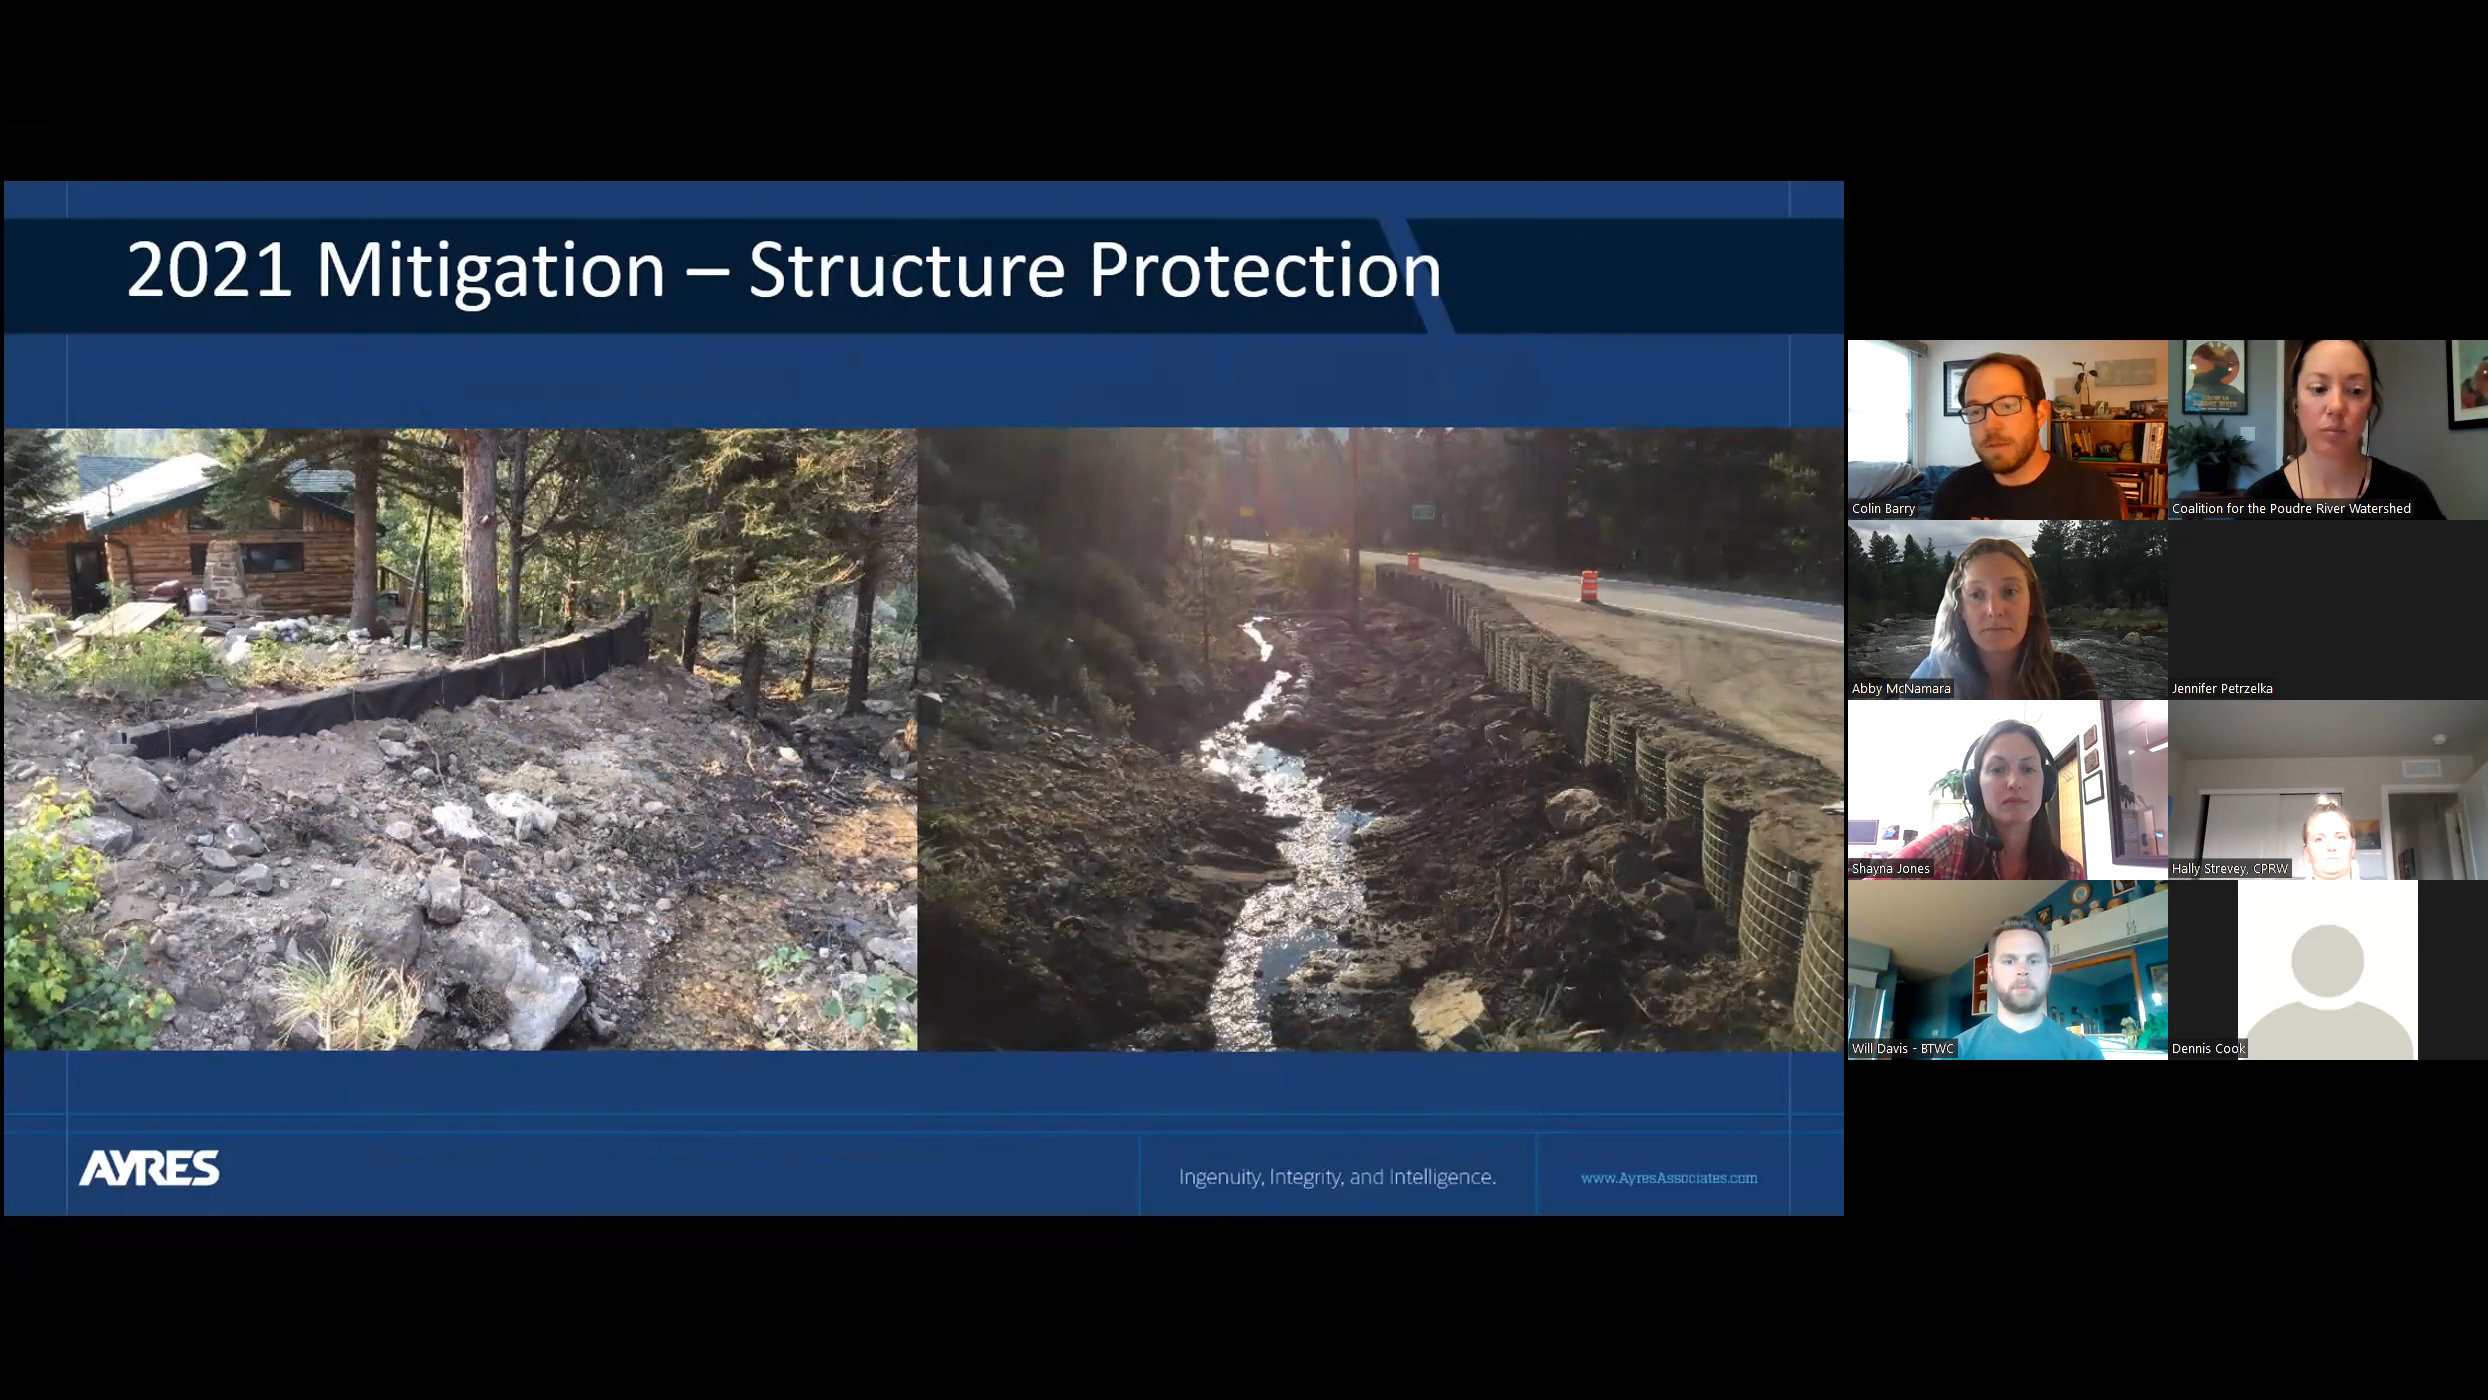 2021 Mitigation – Structure Protection
AYRES
Ingenuity, Integrity, and Intelligence.
www.AyresAssociates.com
Colin Barry
Coalition for the Poudre River Watershed
Abby McNamara
Jennifer Petrzelka
Shayna Jones
Hally Strevey, CPRW
Will Davis - BTWC
Dennis Cook